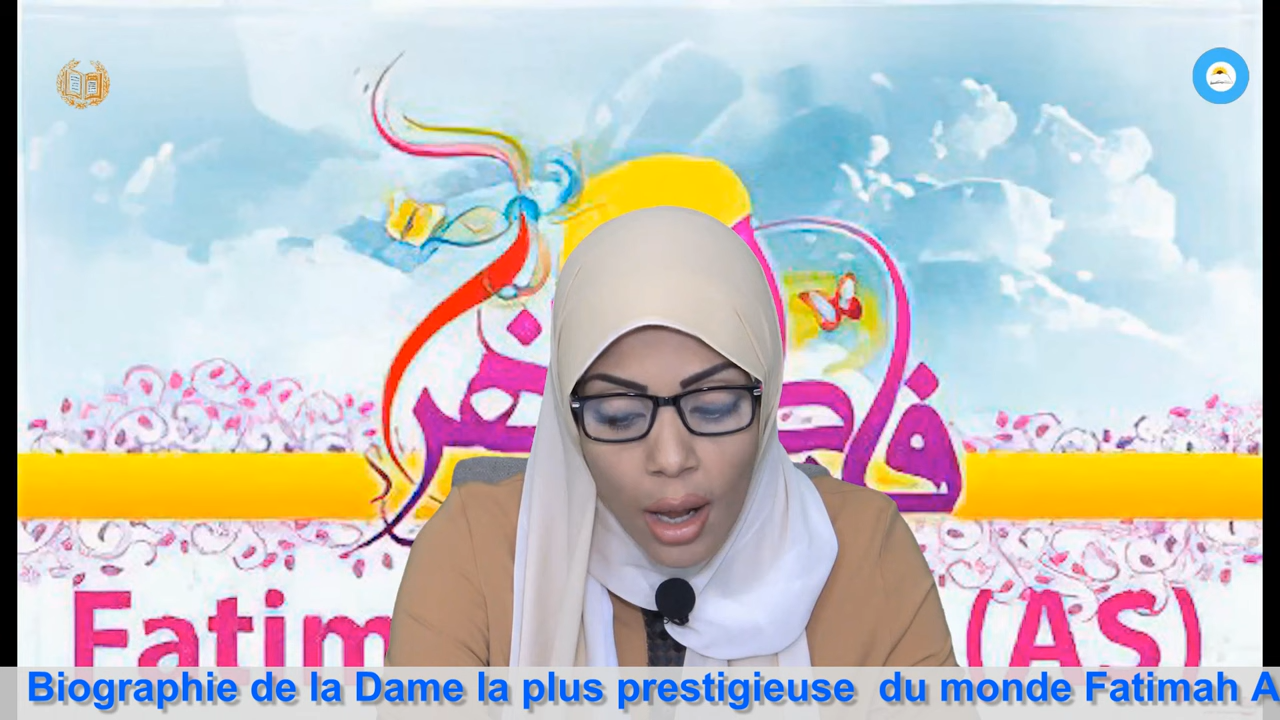 Fatim (AS)
Biographie de la Dame la plus prestigieuse du monde Fatimah A